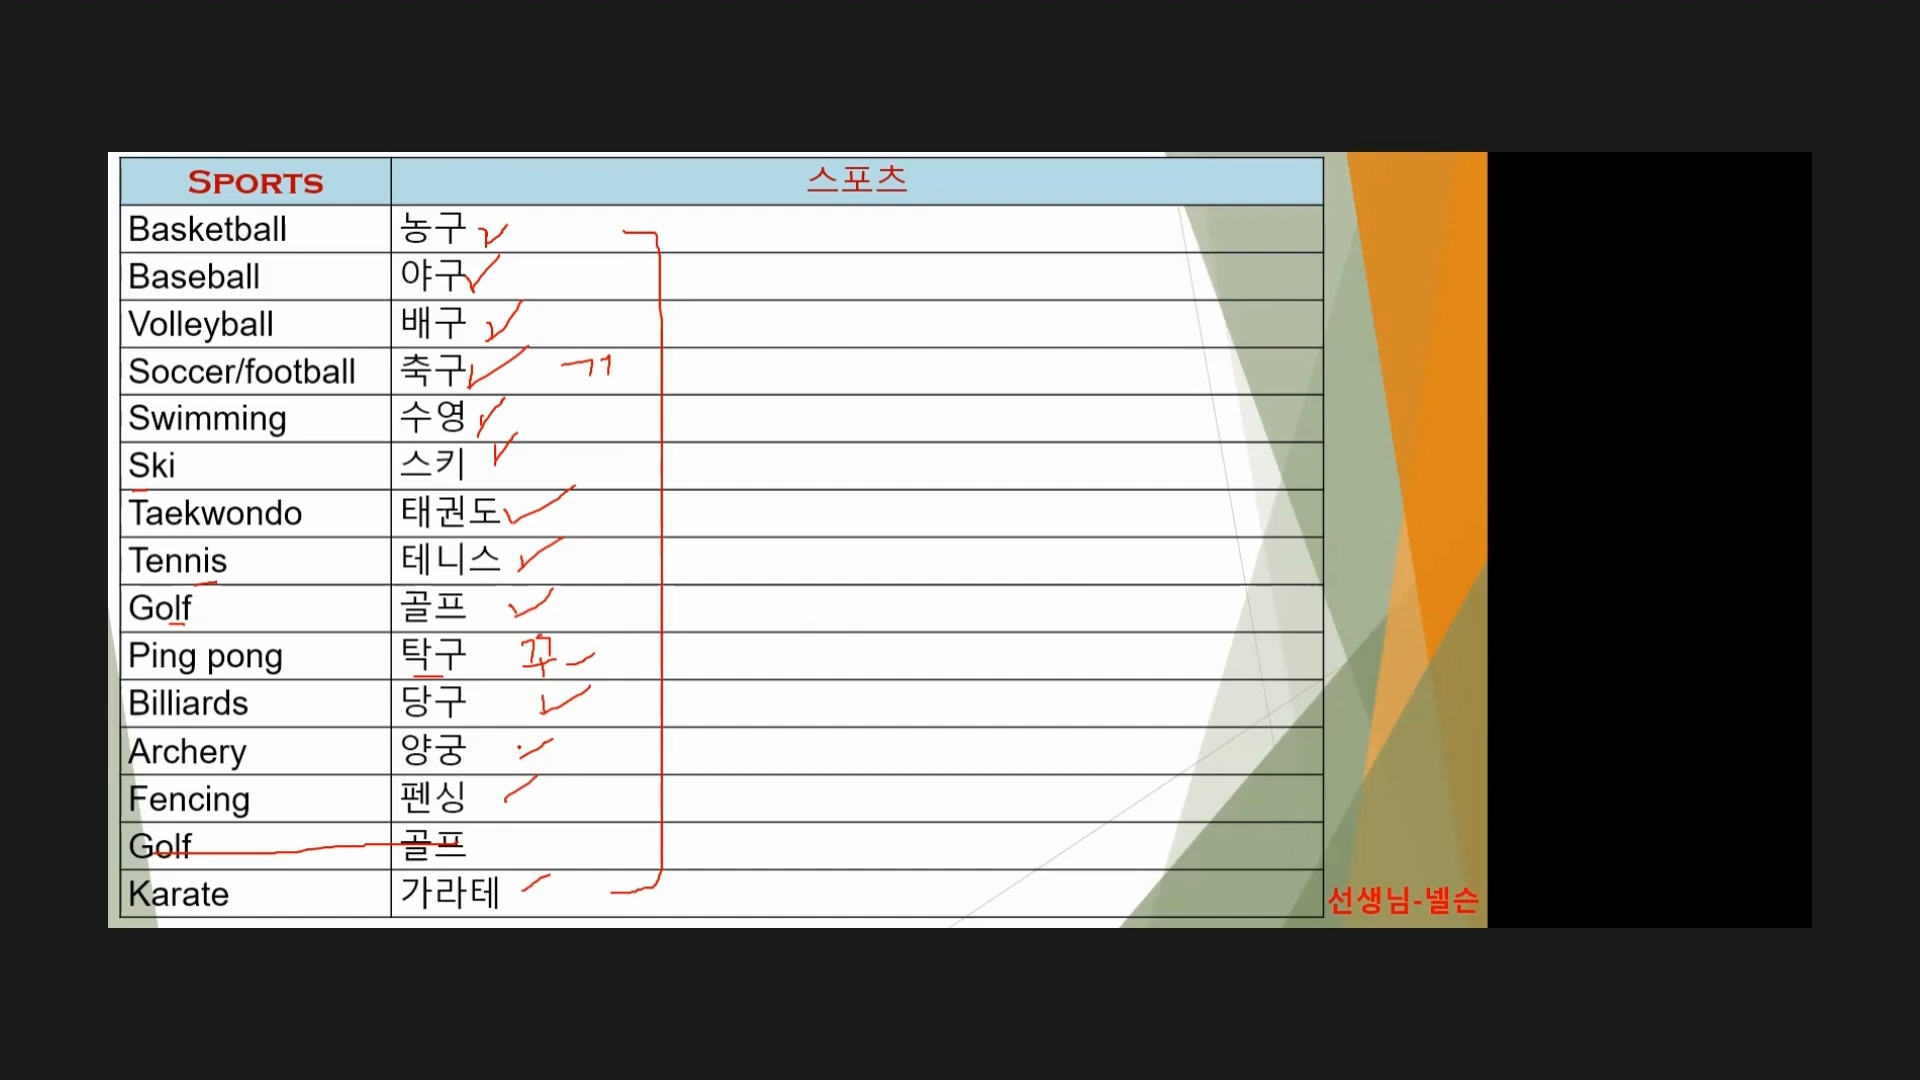 SPORTS 스포츠
Basketball 농구
Baseball 야구
Volleyball 배구
Soccer/football 축구 ㄲ
Swimming 수영
Ski 스키
Taekwondo 태권도
Tennis 테니스
Golf 골프
Ping pong 탁구 꾸
Billiards 당구
Archery 양궁
Fencing 펜싱
Golf 골프
Karate 가라테
선생님-넬슨